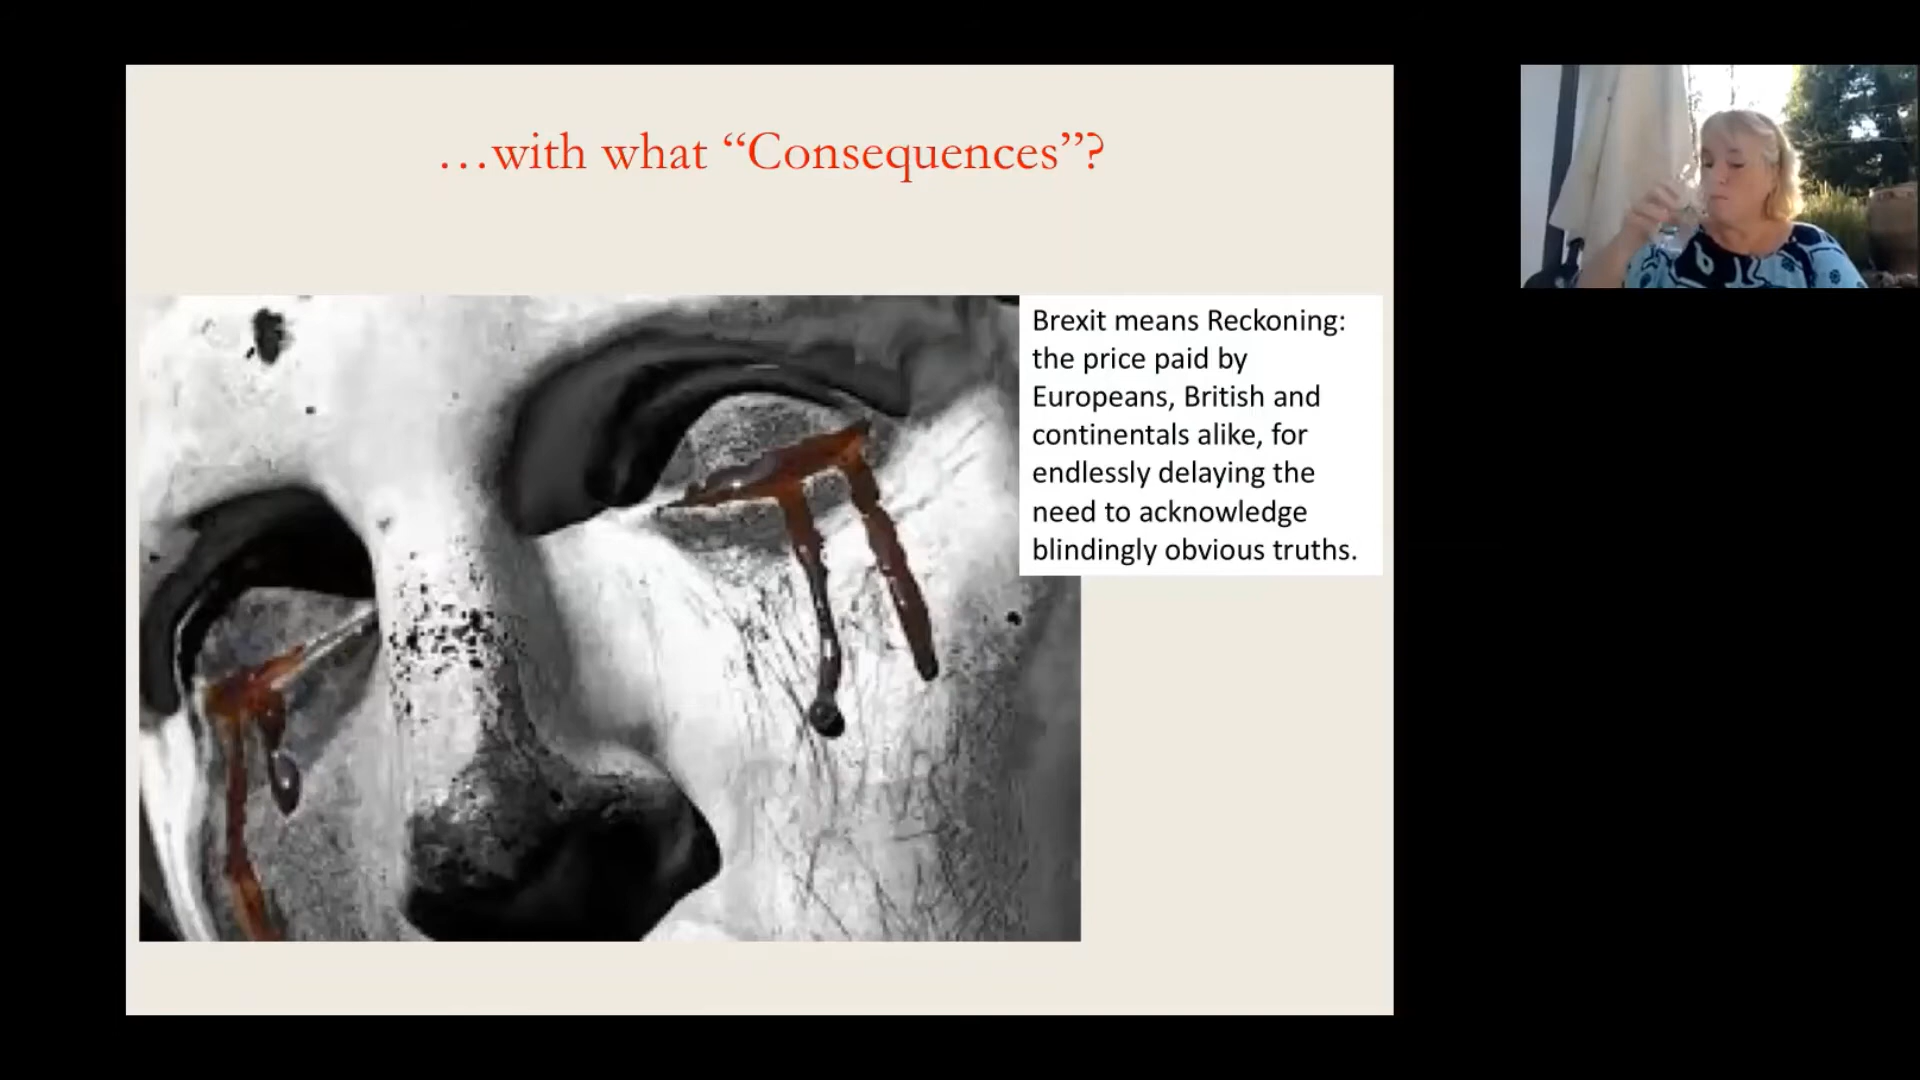 …with what “Consequences”?
Brexit means Reckoning:
the price paid by
Europeans, British and
continentals alike, for
endlessly delaying the
need to acknowledge
blindingly obvious truths.